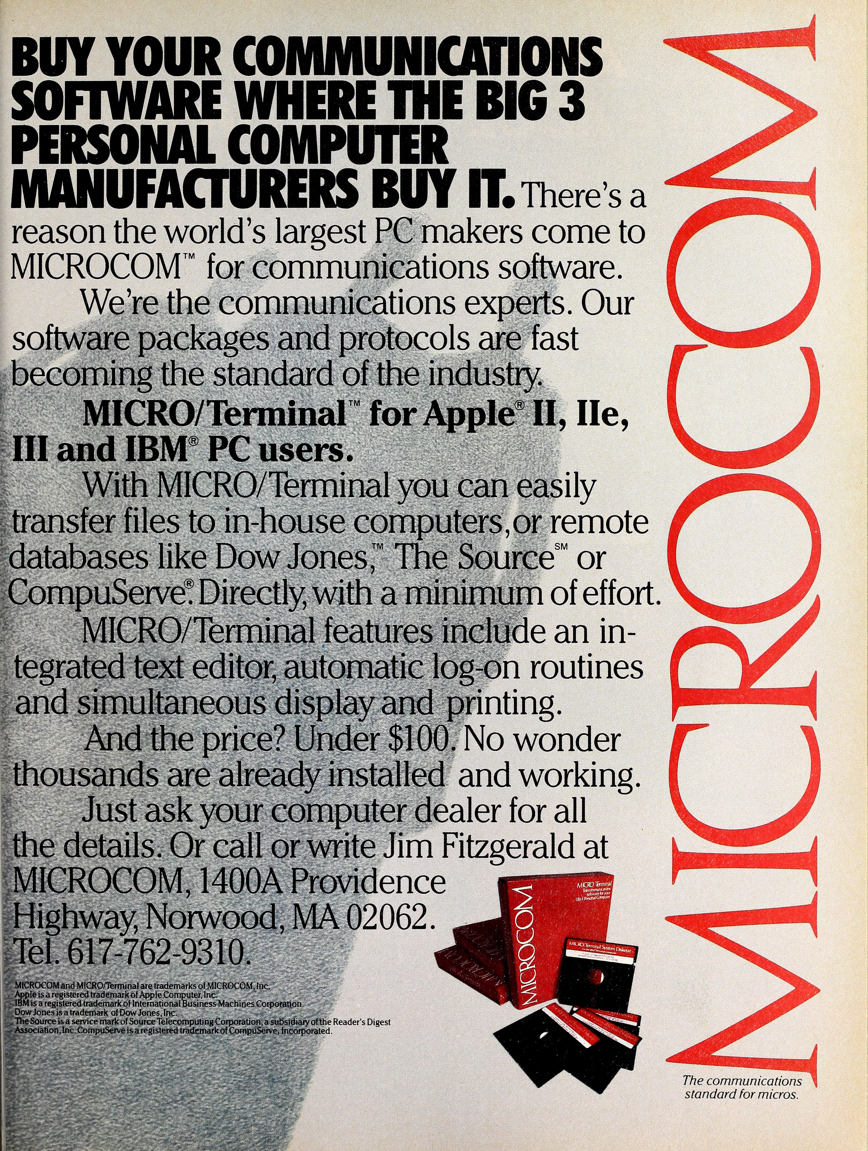 BUY YOUR COMMUNICATIONS
SOFTWARE WHERE THE BIG 3
PERSONAL COMPUTER
MANUFACTURERS BUY IT. There's a
reason the world's largest PC makers come to
MICROCOM™ for communications software.
We're the communications experts. Our
software packages and protocols are fast
becoming the standard of the industry.
MICRO/Terminal™ for Apple® II, IIe,
III and IBM® PC users.
With MICRO/Terminal you can easily
transfer files to in-house computers, or remote
databases like Dow Jones,™ The Source℠ or
CompuServe®. Directly, with a minimum of effort.
MICRO/Terminal features include an in-
tegrated text editor, automatic log-on routines
and simultaneous display and printing.
And the price? Under $100. No wonder
thousands are already installed and working.
Just ask your computer dealer for all
the details. Or call or write Jim Fitzgerald at
MICROCOM, 1400A Providence
Highway, Norwood, MA 02062.
Tel. 617-762-9310.
MICROCOM and MICRO/Terminal are trademarks of MICROCOM, Inc.
Apple is a registered trademark of Apple Computer, Inc.
IBM is a registered trademark of International Business Machines Corporation.
Dow Jones is a trademark of Dow Jones, Inc.
The Source is a service mark of Source Telecomputing Corporation, a subsidiary of the Reader's Digest
Association, Inc. CompuServe is a registered trademark of CompuServe, Incorporated.
MICROCOM
MICRO/Terminal
MICROCOM
MICROCOM
The communications
standard for micros.